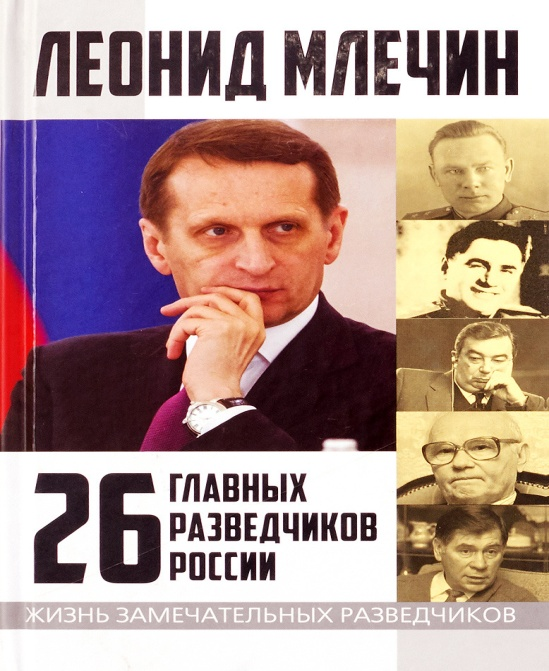 ЛЕОНИД МЛЕЧИН
26
ГЛАВНЫХ
РАЗВЕДЧИКОВ
РОССИИ
ЖИЗНЬ ЗАМЕЧАТЕЛЬНЫХ РАЗВЕДЧИКОВ